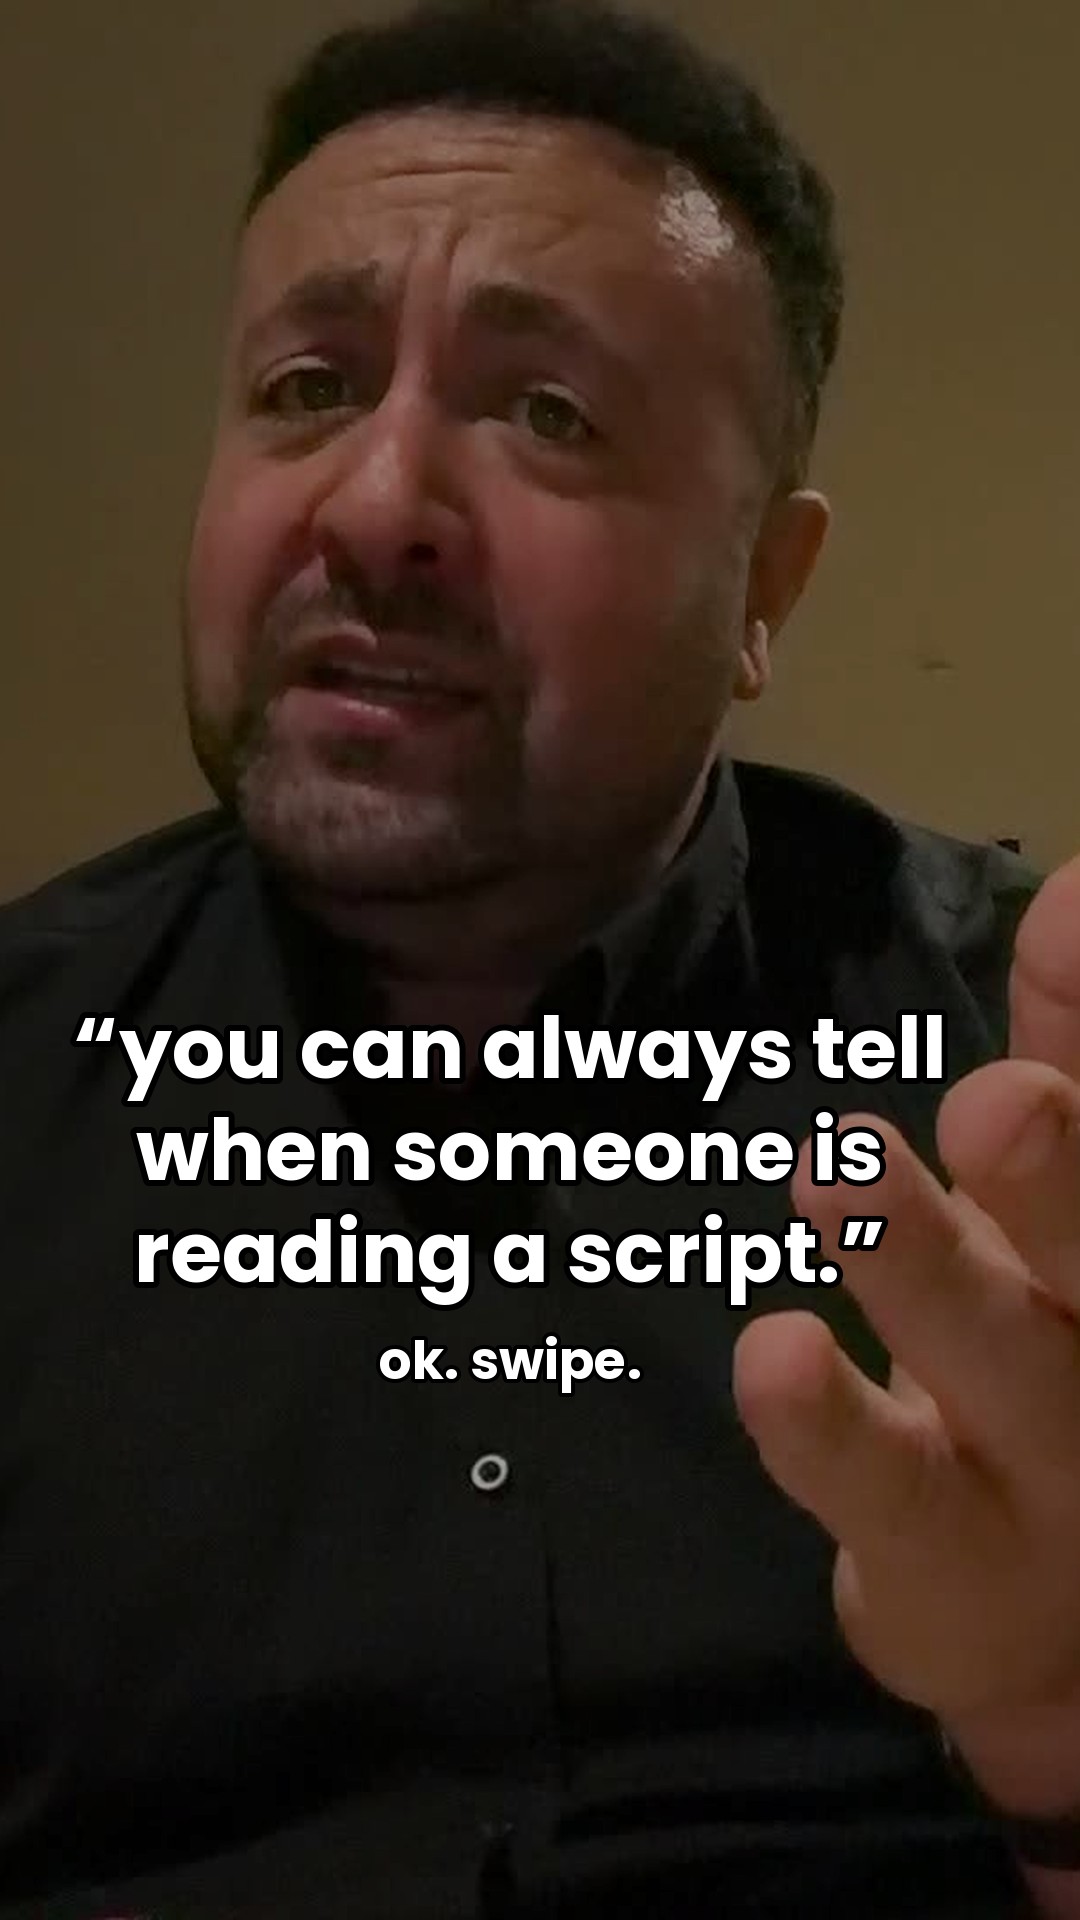 “you can always tell
when someone is
reading a script.”
ok. swipe.